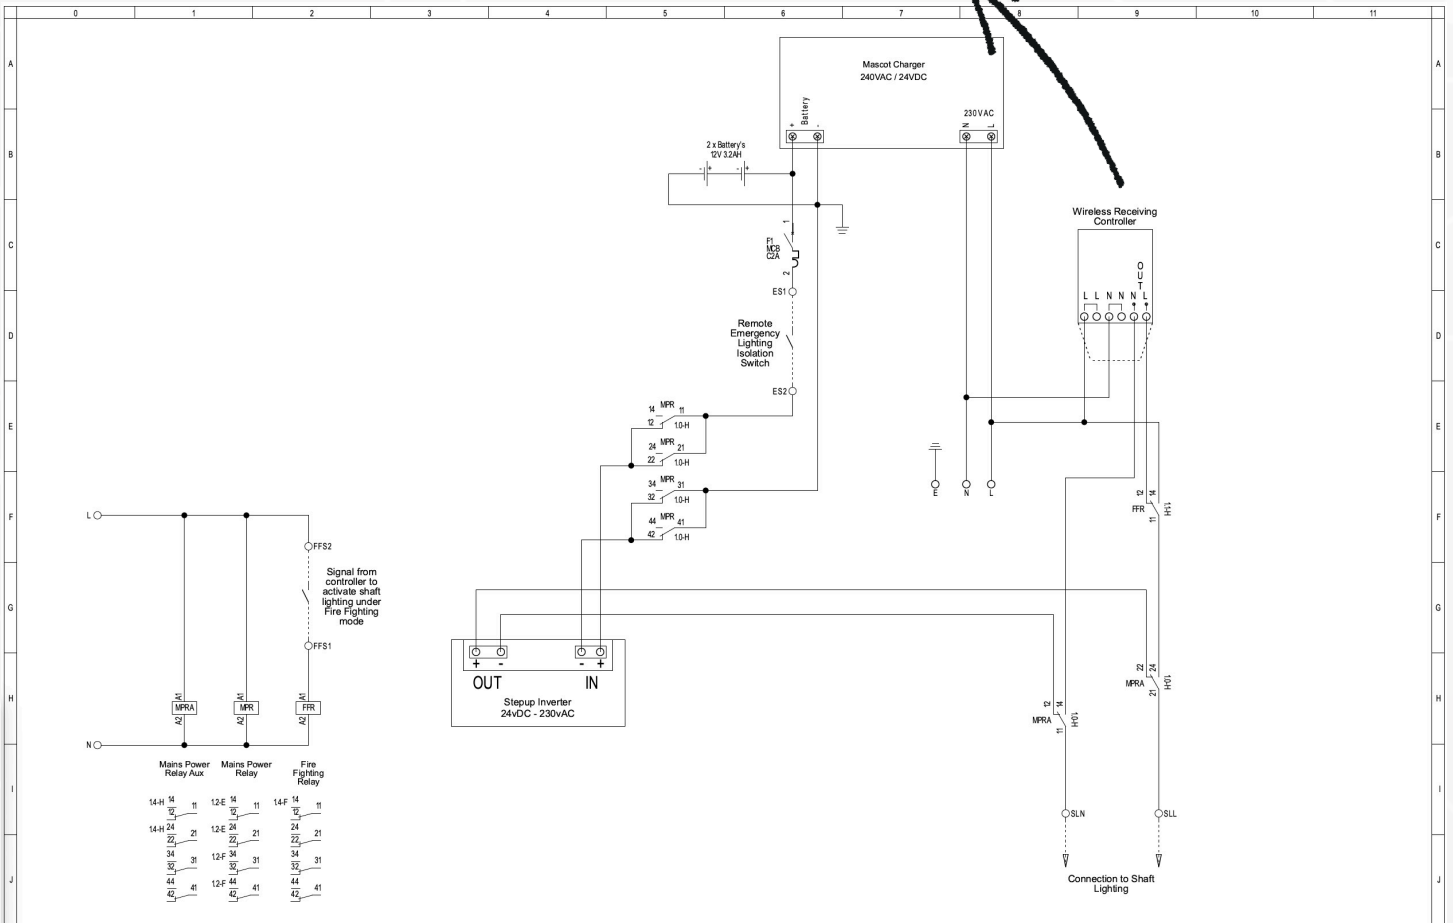 0 1 2 3 4 5 6 7 8 9 10 11
A A
Mascot Charger
240VAC / 24VDC
Battery
230VAC
+ - N L
B B
2 x Battery's
12V 3.2AH
- + - +
Wireless Receiving
Controller
C C
1
F1
MCB
C2A
2
OUT
L L N N N L
ES1
D D
Remote
Emergency
Lighting
Isolation
Switch
ES2
E E
14 MPR 11
12 1.0-H
24 MPR 21
22 1.0-H
34 MPR 31
32 1.0-H
44 MPR 41
42 1.0-H
E N L
12 14
FFR 1.1-H
11
F F
L
FFS2
Signal from
controller to
activate shaft
lighting under
Fire Fighting
mode
G G
FFS1
+ - - +
OUT IN
Stepup Inverter
24vDC - 230vAC
22 24
MPRA 1.0-H
21
12 14
MPRA 1.0-H
11
H H
A1 A1 A1
MPRA MPR FFR
A2 A2 A2
N
Mains Power
Relay Aux
Mains Power
Relay
Fire
Fighting
Relay
I I
1.4-H 14 11 1.2-E 14 11 1.4-F 14 11
12 12 12
1.4-H 24 21 1.2-E 24 21 24 21
22 22 22
34 31 1.2-F 34 31 34 31
32 32 32
44 41 1.2-F 44 41 44 41
42 42 42
SLN SLL
J J
Connection to Shaft
Lighting